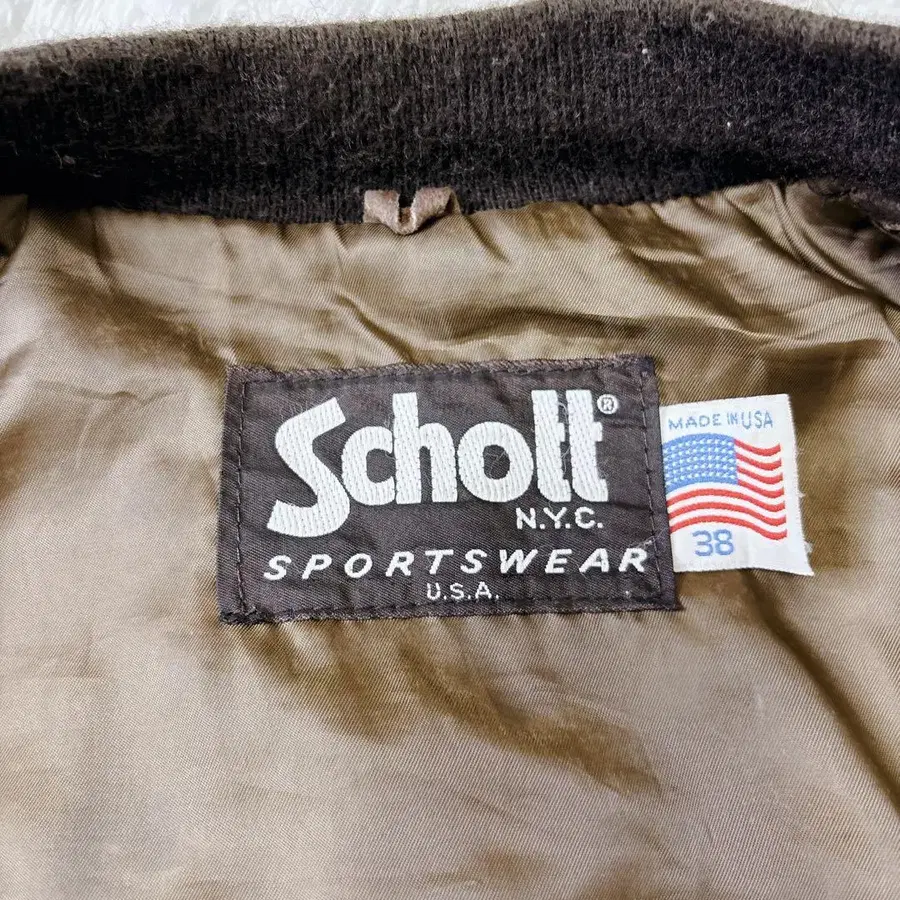 Schott®
N.Y.C.
SPORTSWEAR
U.S.A.
MADE IN USA
38